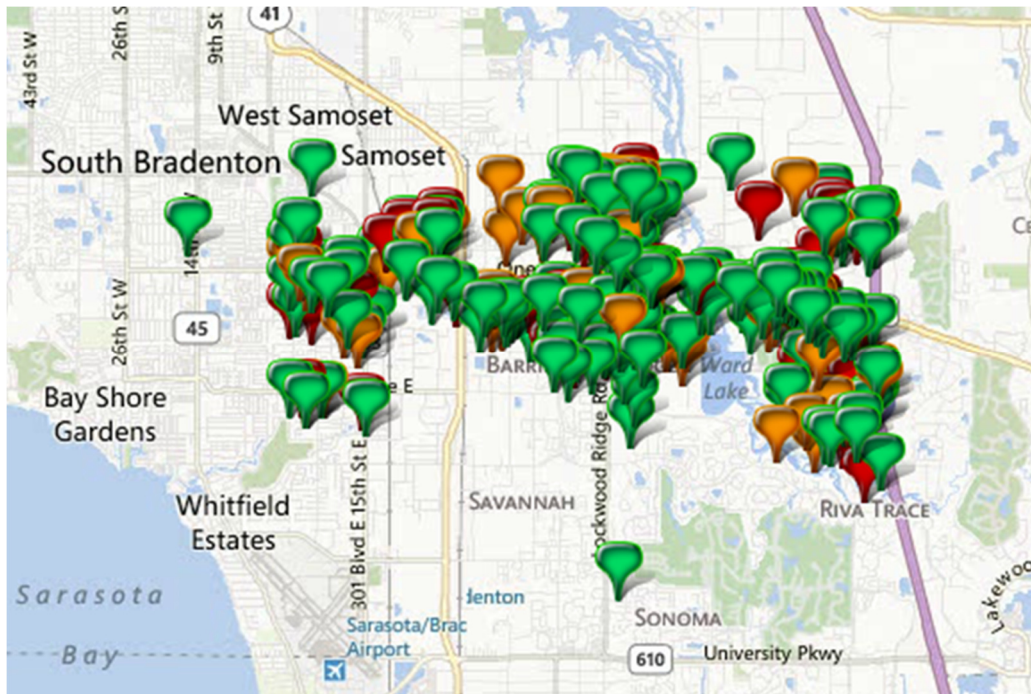 41
43rd St W
26th S
9th St
West Samoset
South Bradenton
Samoset
14th
26th St W
45
Ward
Lake
e E
Bay Shore
Gardens
Whitfield
Estates
SAVANNAH
RIVA TRACE
301 Blvd E 15th St E
ockwood Ridge Rd
Sarasota
Bay
denton
Sarasota/Brad
Airport
SONOMA
610
University Pkwy
Lakewoo